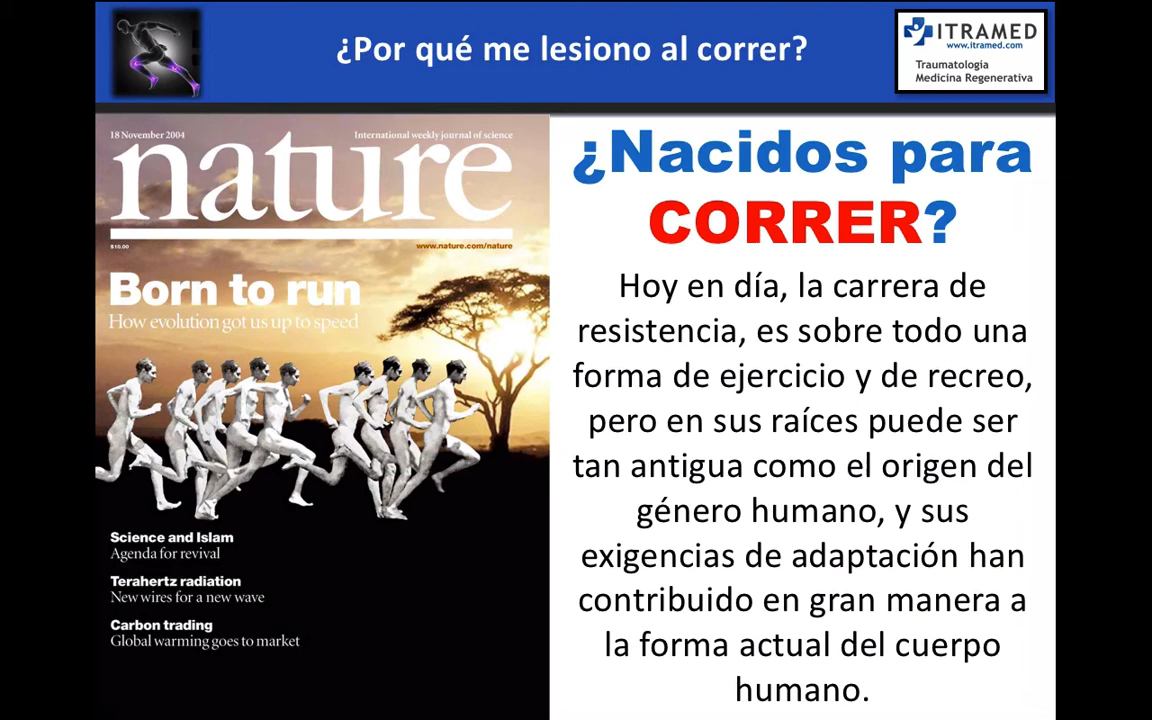 ¿Por qué me lesiono al correr?
ITRAMED
www.itramed.com
Traumatología
Medicina Regenerativa
18 November 2004
International weekly journal of science
nature
$10.00
www.nature.com/nature
Born to run
How evolution got us up to speed
Science and Islam
Agenda for revival
Terahertz radiation
New wires for a new wave
Carbon trading
Global warming goes to market
¿Nacidos para
CORRER?
Hoy en día, la carrera de
resistencia, es sobre todo una
forma de ejercicio y de recreo,
pero en sus raíces puede ser
tan antigua como el origen del
género humano, y sus
exigencias de adaptación han
contribuido en gran manera a
la forma actual del cuerpo
humano.